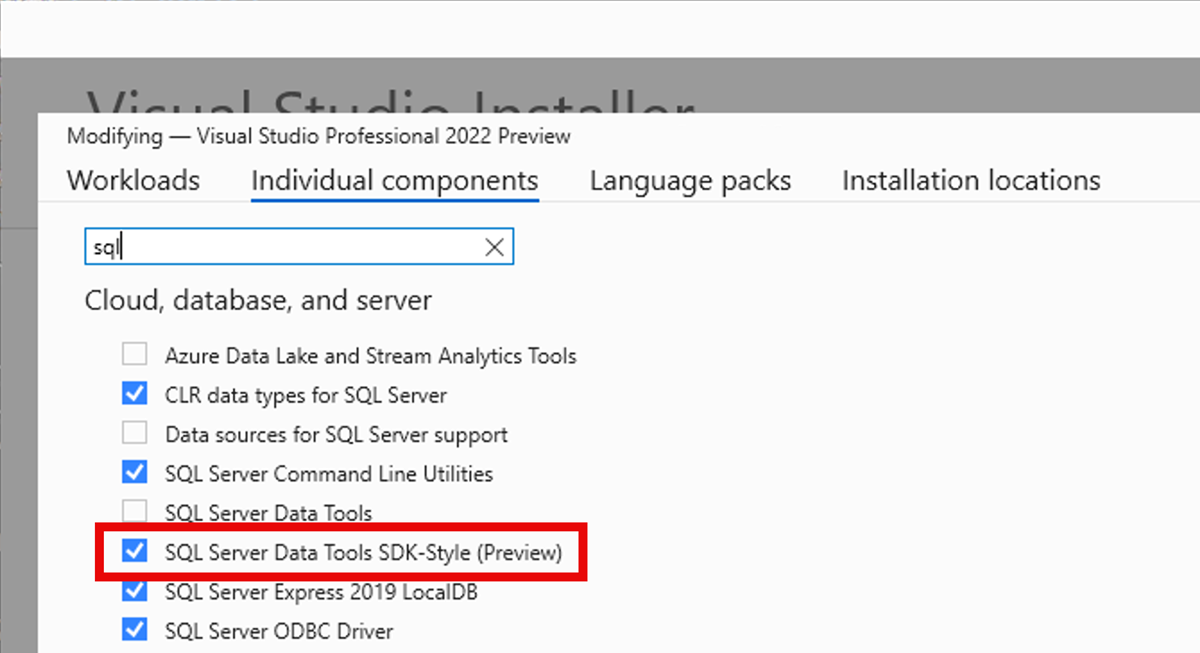 Visual Studio Installer
Modifying — Visual Studio Professional 2022 Preview
Workloads Individual components Language packs Installation locations
sql
Cloud, database, and server
Azure Data Lake and Stream Analytics Tools
CLR data types for SQL Server
Data sources for SQL Server support
SQL Server Command Line Utilities
SQL Server Data Tools
SQL Server Data Tools SDK-Style (Preview)
SQL Server Express 2019 LocalDB
SQL Server ODBC Driver